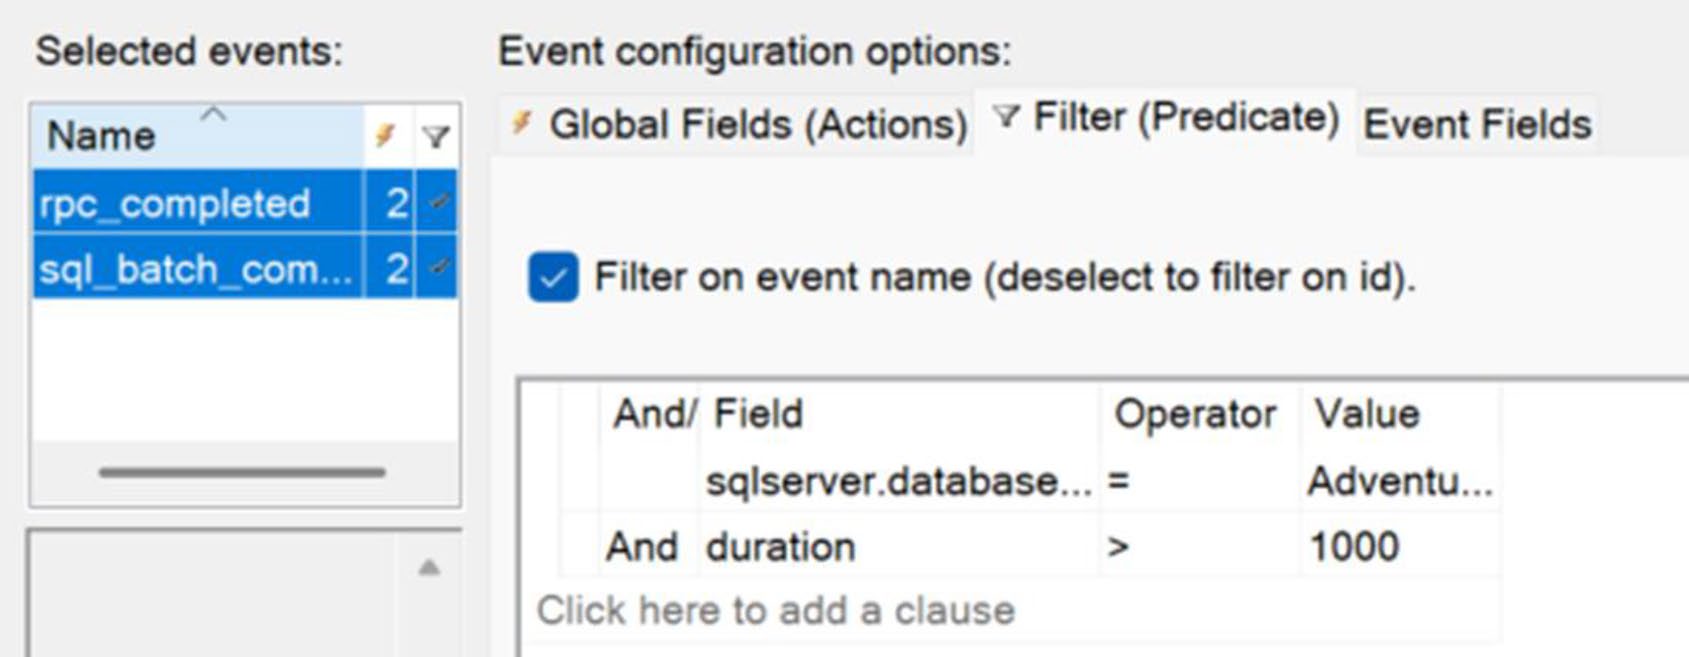 Selected events:
Name
rpc_completed 2
sql_batch_com... 2
Event configuration options:
Global Fields (Actions) Filter (Predicate) Event Fields
Filter on event name (deselect to filter on id).
And/ Field Operator Value
sqlserver.database... = Adventu...
And duration > 1000
Click here to add a clause